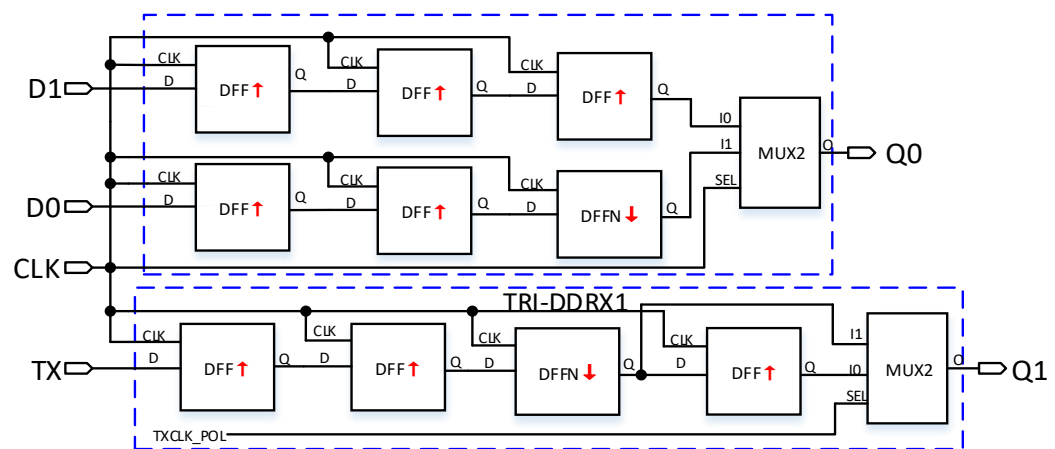 CLK CLK CLK
D1 D DFF↑ Q D DFF↑ Q D DFF↑ Q I0
I1 MUX2 O Q0
CLK CLK CLK SEL
D0 D DFF↑ Q D DFF↑ Q D DFFN↓ Q
CLK
TRI-DDRX1
CLK CLK CLK CLK I1
TX D DFF↑ Q D DFF↑ Q D DFFN↓ Q D DFF↑ Q I0 MUX2 O Q1
SEL
TXCLK_POL